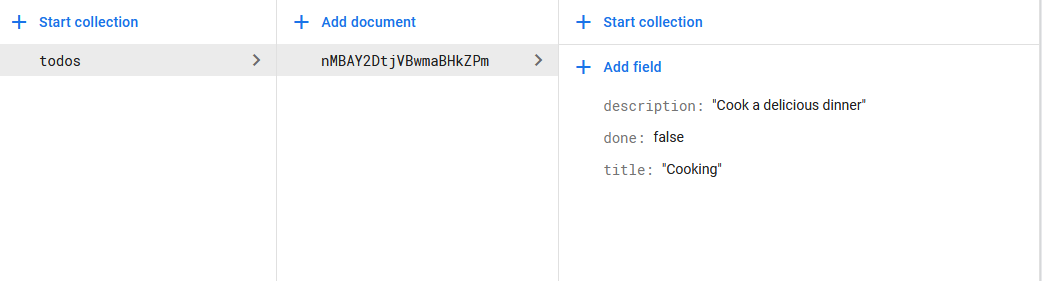 Start collection
Add document
Start collection
todos
nMBAY2DtjVBwmaBHkZPm
Add field
description: "Cook a delicious dinner"
done: false
title: "Cooking"